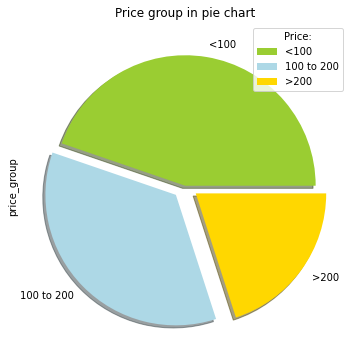 Price group in pie chart
Price:
<100
100 to 200
>200
<100
price_group
100 to 200
>200